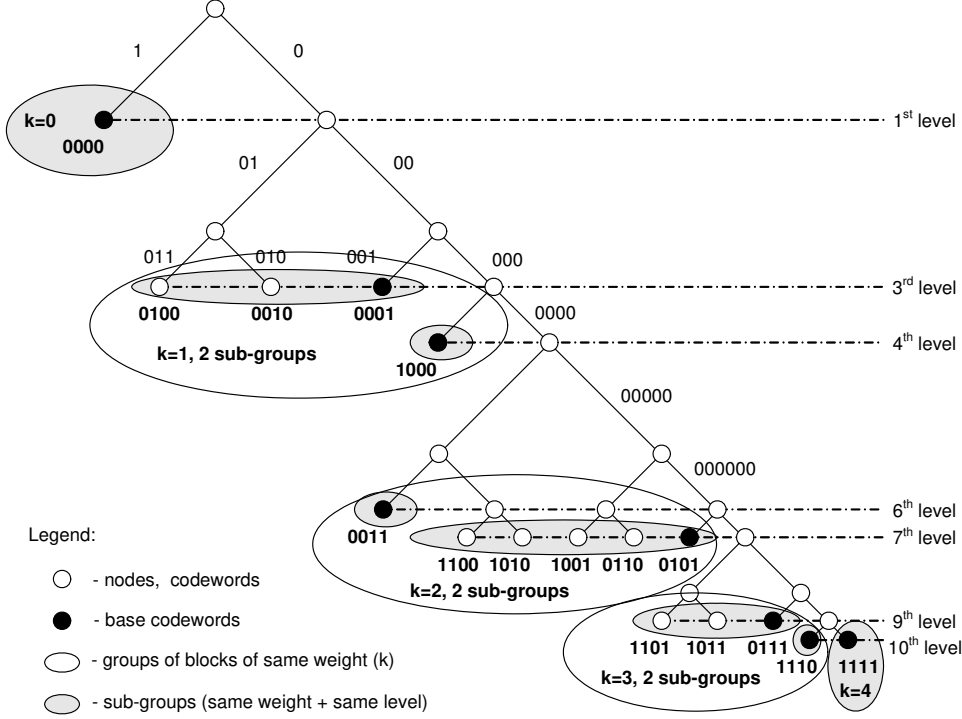 1
0
k=0
0000
1st level
01
00
011
010
001
000
3rd level
0100
0010
0001
0000
k=1, 2 sub-groups
1000
4th level
00000
000000
6th level
0011
7th level
Legend:
1100
1010
1001
0110
0101
k=2, 2 sub-groups
- nodes, codewords
- base codewords
9th level
1101
1011
0111
10th level
1110
1111
- groups of blocks of same weight (k)
k=3, 2 sub-groups
k=4
- sub-groups (same weight + same level)